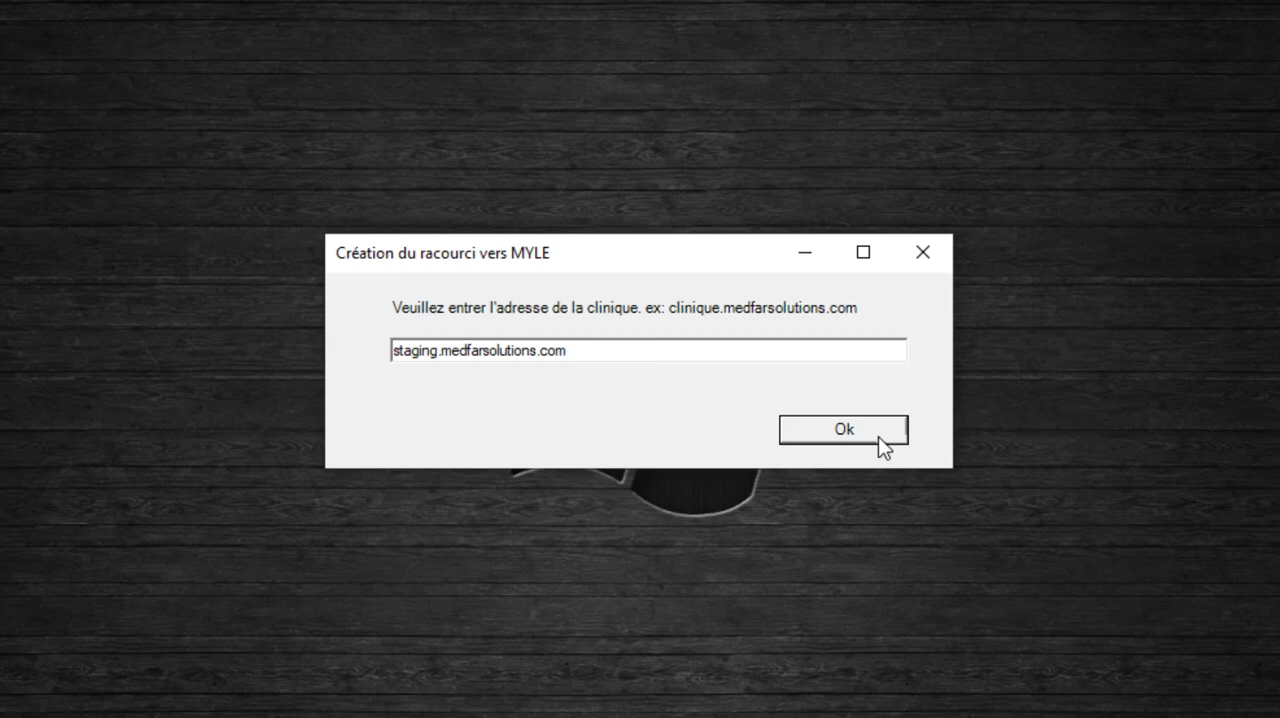 Création du racourci vers MYLE
Veuillez entrer l'adresse de la clinique. ex: clinique.medfarsolutions.com
staging.medfarsolutions.com
Ok